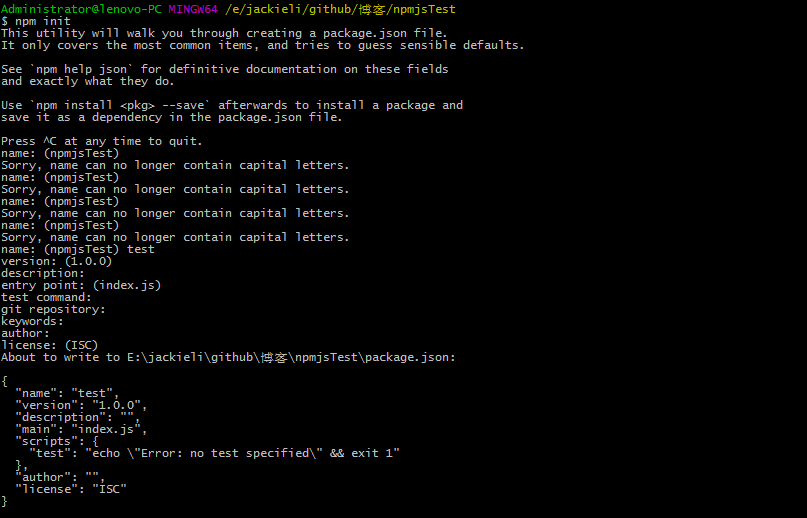 Administrator@lenovo-PC MINGW64 /e/jackieli/github/博客/npmjsTest
$ npm init
This utility will walk you through creating a package.json file.
It only covers the most common items, and tries to guess sensible defaults.

See `npm help json` for definitive documentation on these fields
and exactly what they do.

Use `npm install <pkg> --save` afterwards to install a package and
save it as a dependency in the package.json file.

Press ^C at any time to quit.
name: (npmjsTest)
Sorry, name can no longer contain capital letters.
name: (npmjsTest)
Sorry, name can no longer contain capital letters.
name: (npmjsTest)
Sorry, name can no longer contain capital letters.
name: (npmjsTest)
Sorry, name can no longer contain capital letters.
name: (npmjsTest) test
version: (1.0.0)
description:
entry point: (index.js)
test command:
git repository:
keywords:
author:
license: (ISC)
About to write to E:\jackieli\github\博客\npmjsTest\package.json:

{
  "name": "test",
  "version": "1.0.0",
  "description": "",
  "main": "index.js",
  "scripts": {
    "test": "echo \"Error: no test specified\" && exit 1"
  },
  "author": "",
  "license": "ISC"
}